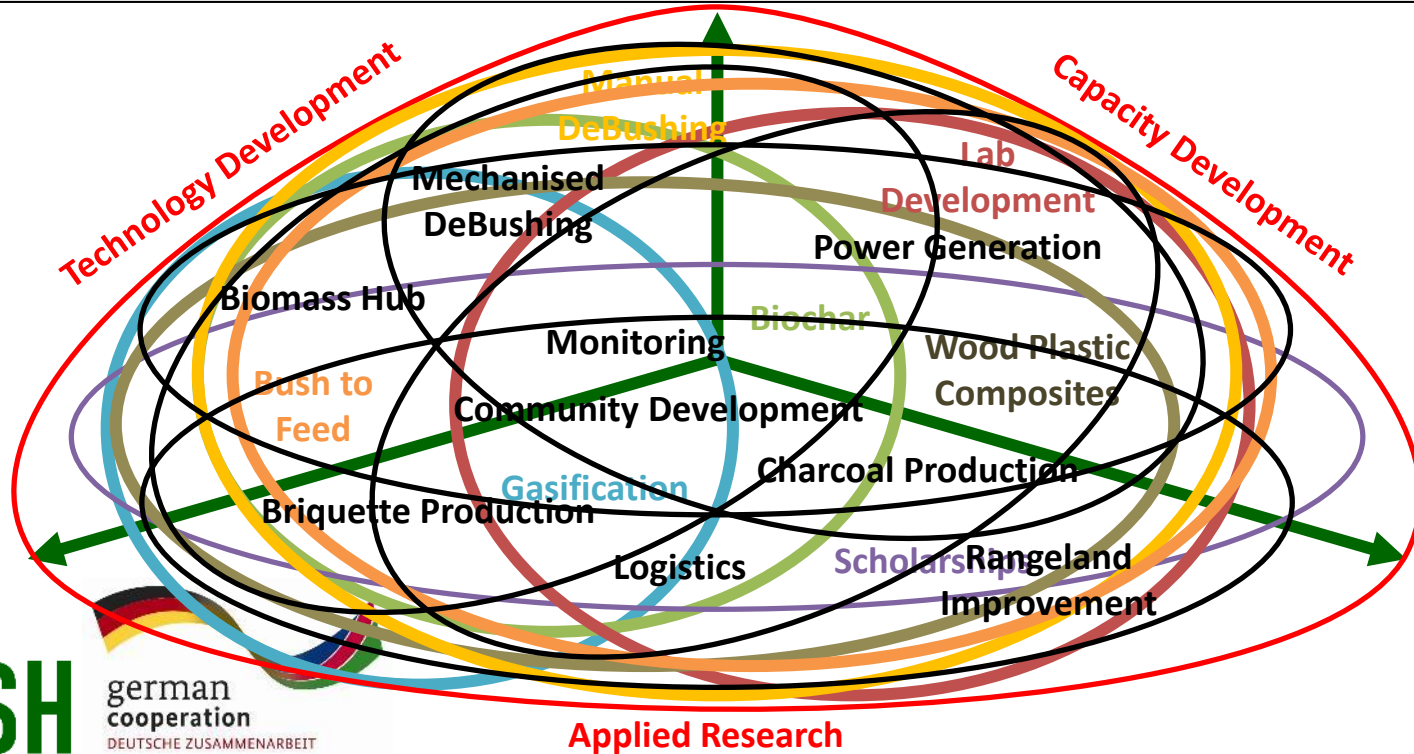 Technology Development
Capacity Development
Manual
DeBushing
Lab
Development
Mechanised
DeBushing
Power Generation
Biomass Hub
Biochar
Monitoring
Wood Plastic
Composites
Bush to
Feed
Community Development
Charcoal Production
Gasification
Briquette Production
Logistics
Scholarships
Rangeland
Improvement
SH
german
cooperation
DEUTSCHE ZUSAMMENARBEIT
Applied Research